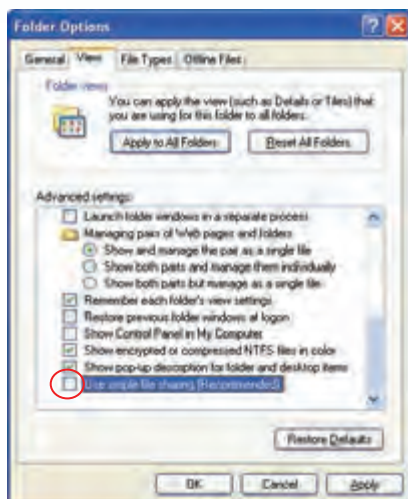 Folder Options
General View File Types Offline Files
Folder views
You can apply the view (such as Details or Tiles) that
you are using for this folder to all folders.
Apply to All Folders Reset All Folders
Advanced settings:
Launch folder windows in a separate process
Managing pairs of Web pages and folders
Show and manage the pair as a single file
Show both parts and manage them individually
Show both parts but manage as a single file
Remember each folder's view settings
Restore previous folder windows at logon
Show Control Panel in My Computer
Show encrypted or compressed NTFS files in color
Show pop-up description for folder and desktop items
Use simple file sharing (Recommended)
Restore Defaults
OK Cancel Apply